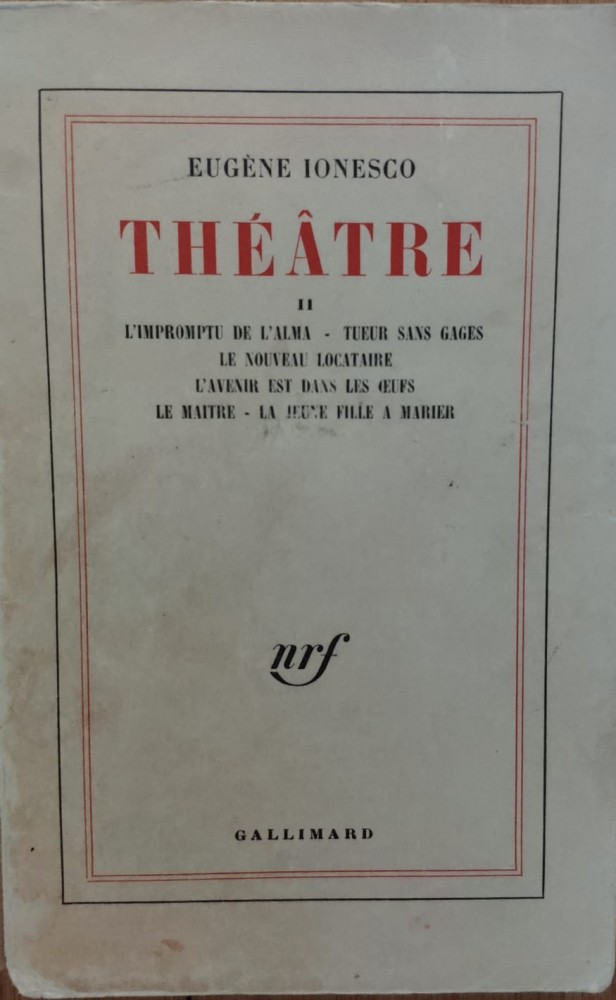 EUGÈNE IONESCO
THÉÂTRE
II
L'IMPROMPTU DE L'ALMA - TUEUR SANS GAGES
LE NOUVEAU LOCATAIRE
L'AVENIR EST DANS LES ŒUFS
LE MAITRE - LA JEUNE FILLE A MARIER
nrf
GALLIMARD